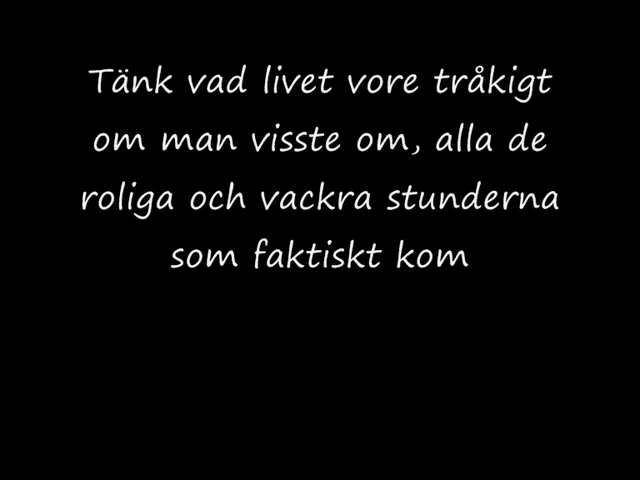 Tänk vad livet vore tråkigt
om man visste om, alla de
roliga och vackra stunderna
som faktiskt kom